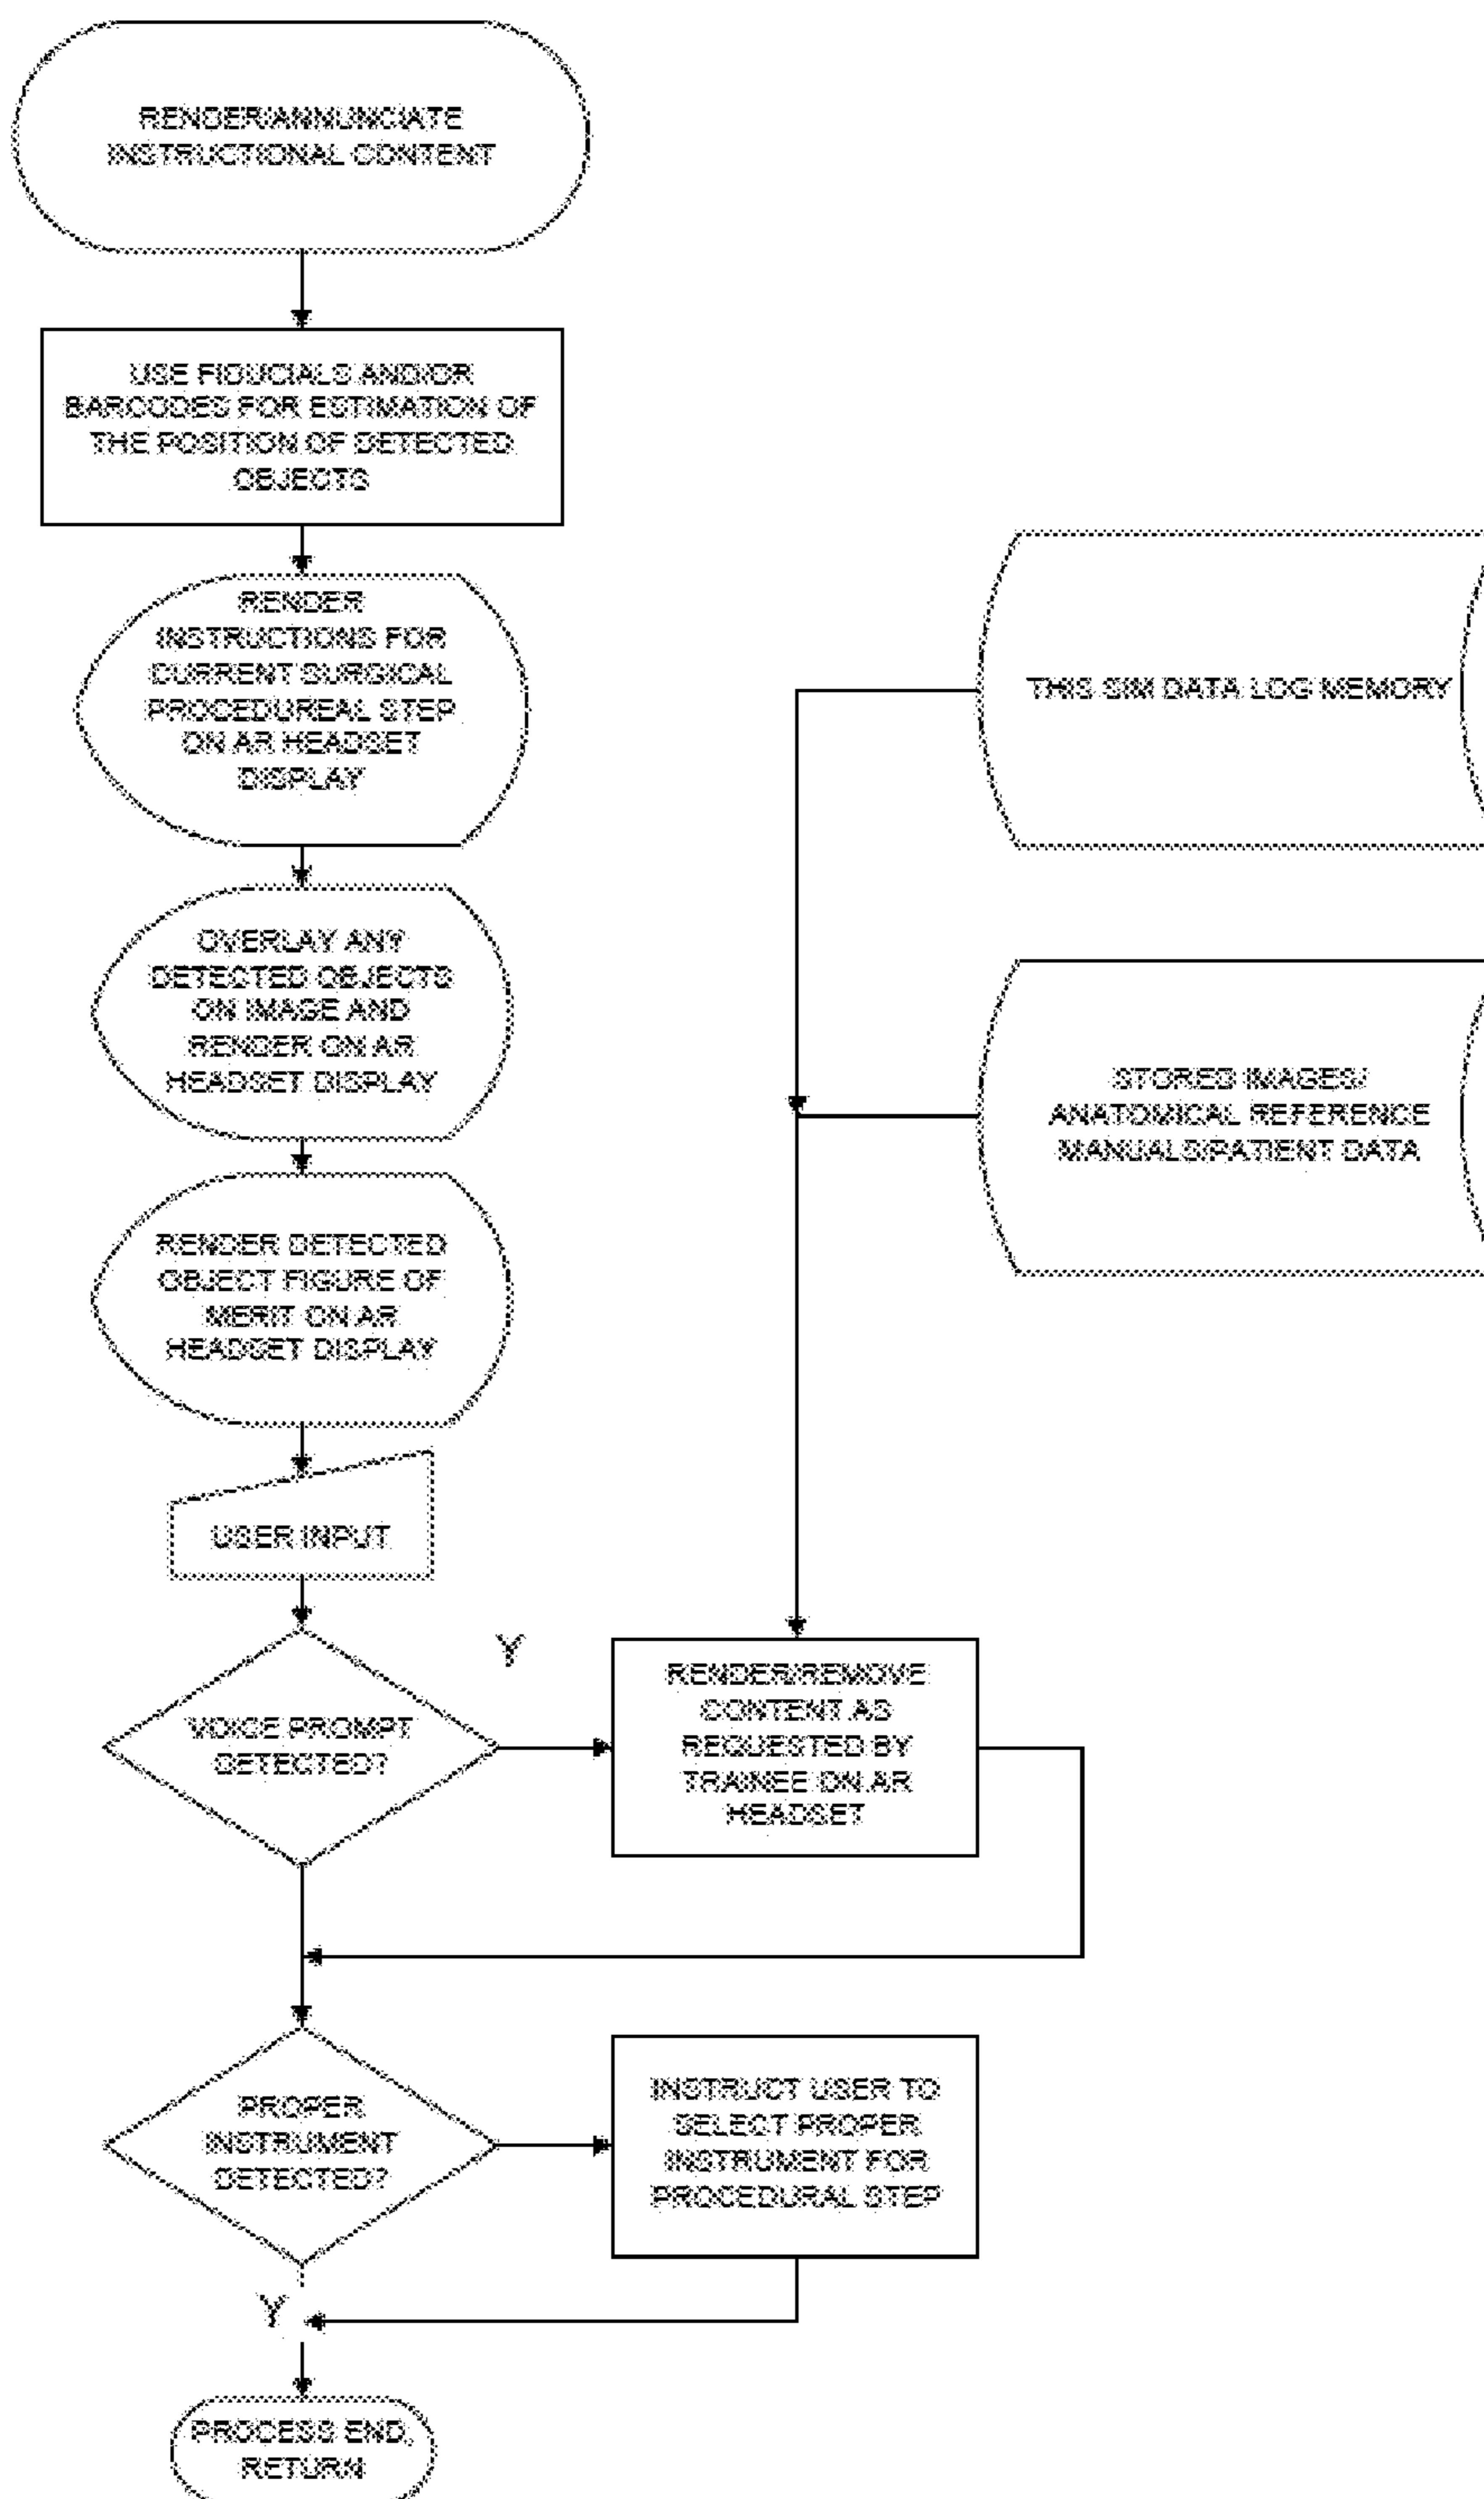 RENDER/ANNUNCIATE
INSTRUCTIONAL CONTENT
USE FIDUCIALS AND/OR
BARCODES FOR ESTIMATION OF
THE POSITION OF DETECTED
OBJECTS
RENDER
INSTRUCTIONS FOR
CURRENT SURGICAL
PROCEDUREAL STEP
ON AR HEADSET
DISPLAY
THIS SIM DATA LOG MEMORY
OVERLAY ANY
DETECTED OBJECTS
ON IMAGE AND
RENDER ON AR
HEADSET DISPLAY
STORED IMAGES/
ANATOMICAL REFERENCE
MANUALS/PATIENT DATA
RENDER DETECTED
OBJECT FIGURE OF
MERIT ON AR
HEADSET DISPLAY
USER INPUT
VOICE PROMPT
DETECTED?
Y
RENDER/REMOVE
CONTENT AS
REQUESTED BY
TRAINEE ON AR
HEADSET
PROPER
INSTRUMENT
DETECTED?
INSTRUCT USER TO
SELECT PROPER
INSTRUMENT FOR
PROCEDURAL STEP
Y
PROCESS END,
RETURN